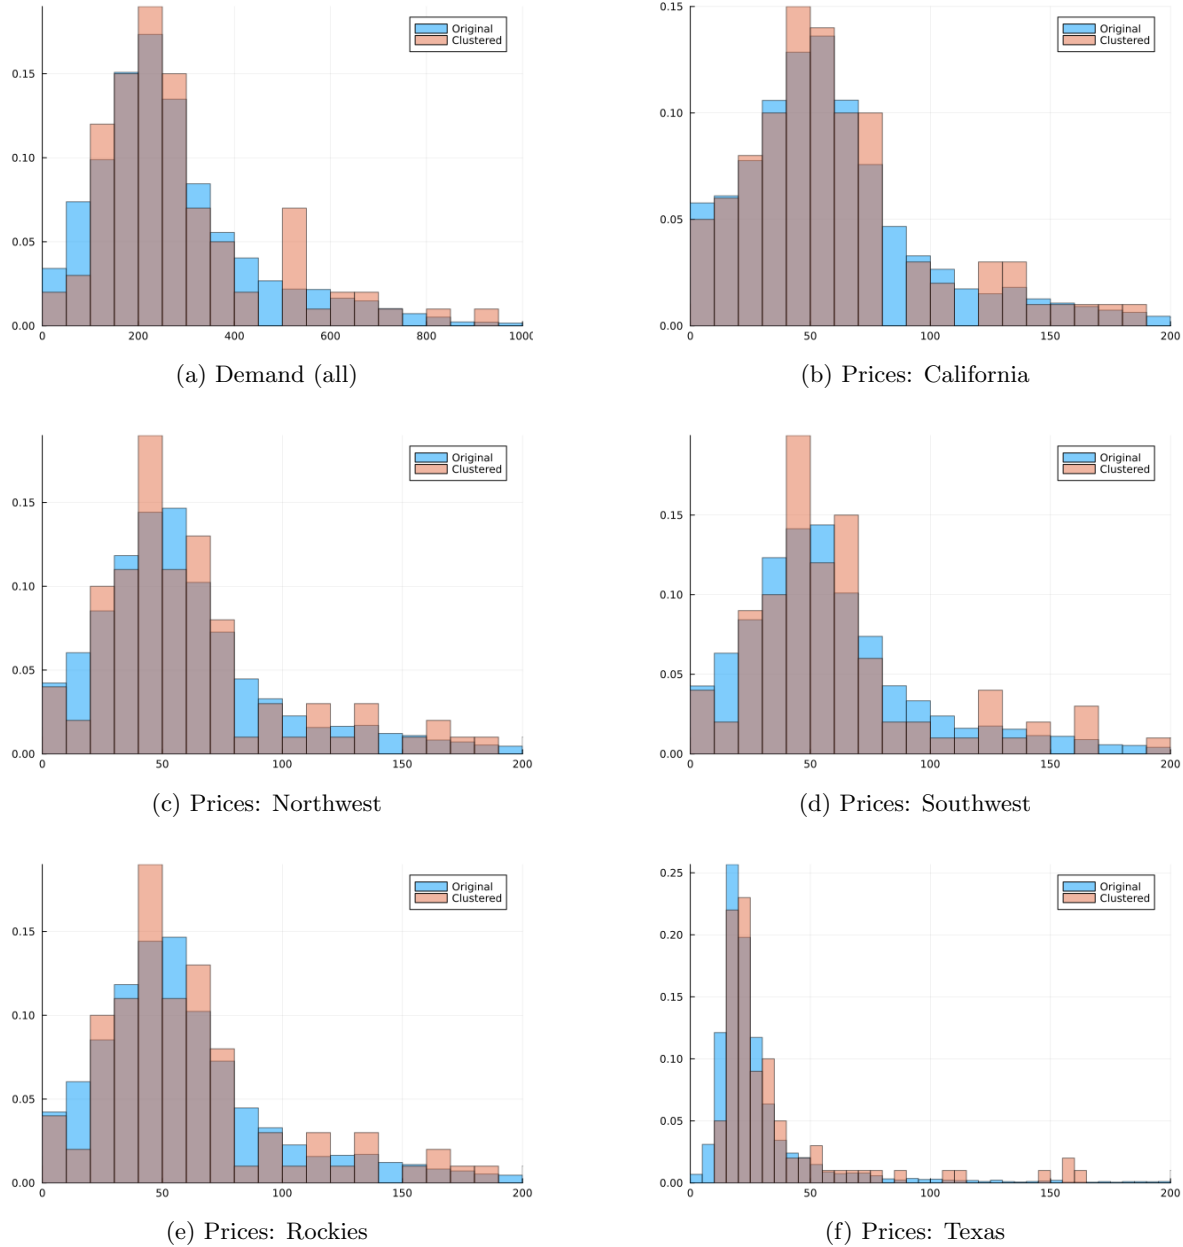 Original
Clustered
0.15
0.10
0.05
0.00
0 200 400 600 800 1000
(a) Demand (all)
0.15
Original
Clustered
0.10
0.05
0.00
0 50 100 150 200
(b) Prices: California
Original
Clustered
0.15
0.10
0.05
0.00
0 50 100 150 200
(c) Prices: Northwest
Original
Clustered
0.15
0.10
0.05
0.00
0 50 100 150 200
(d) Prices: Southwest
Original
Clustered
0.15
0.10
0.05
0.00
0 50 100 150 200
(e) Prices: Rockies
0.25
Original
Clustered
0.20
0.15
0.10
0.05
0.00
0 50 100 150 200
(f) Prices: Texas